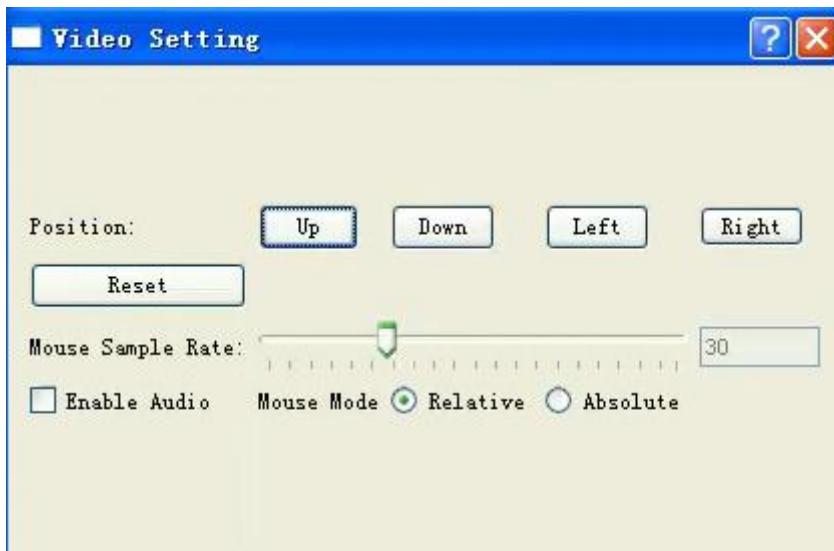 Video Setting
Position: Up Down Left Right
Reset
Mouse Sample Rate: 30
Enable Audio Mouse Mode Relative Absolute